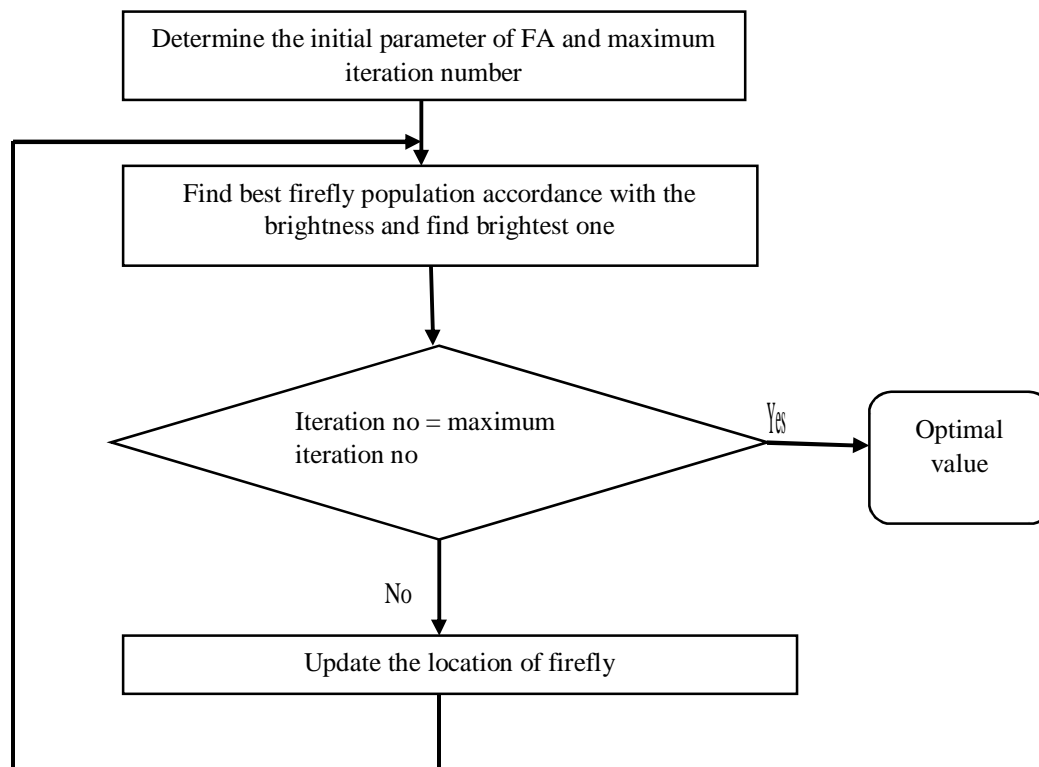 Determine the initial parameter of FA and maximum
iteration number
Find best firefly population accordance with the
brightness and find brightest one
Iteration no = maximum
iteration no
Yes
Optimal
value
No
Update the location of firefly